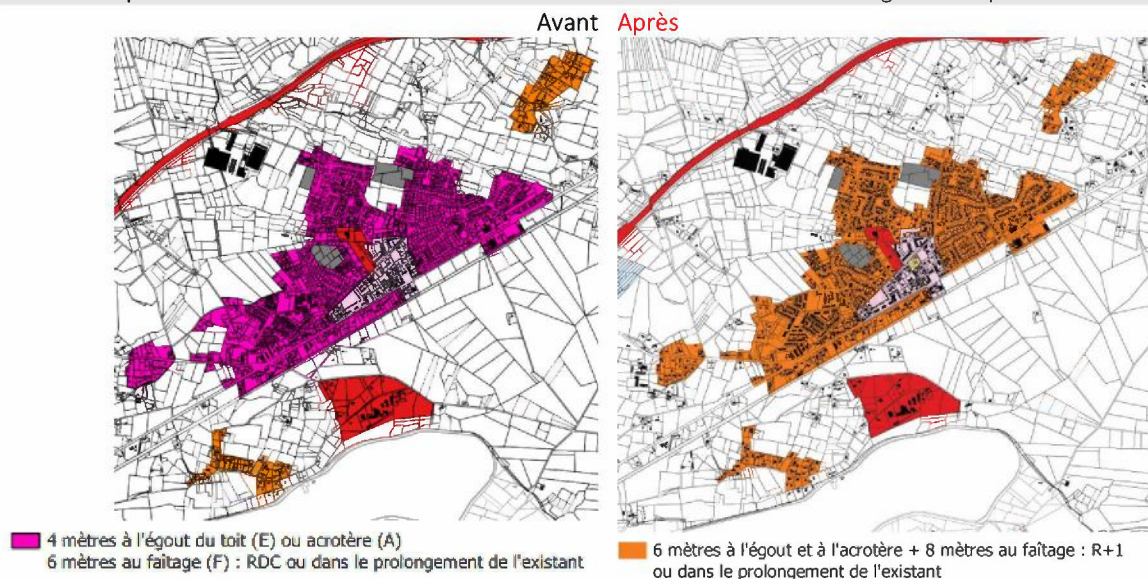 Avant Après
4 mètres à l'égout du toit (E) ou acrotère (A)
6 mètres au faitage (F) : RDC ou dans le prolongement de l'existant
6 mètres à l'égout et à l'acrotère + 8 mètres au faîtage : R+1
ou dans le prolongement de l'existant